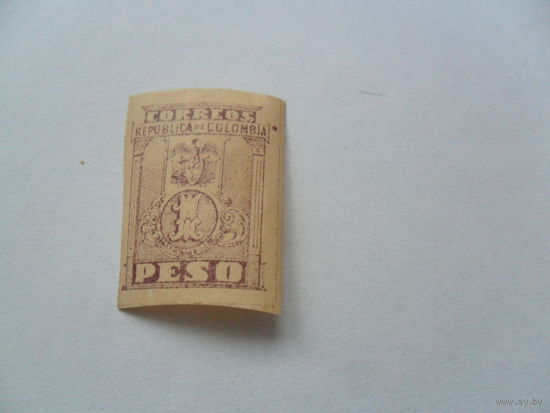 CORREOS
REPUBLICA DE COLOMBIA
PESO
www.ay.by